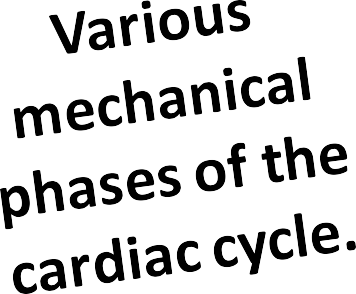 Various
mechanical
phases of the
cardiac cycle.